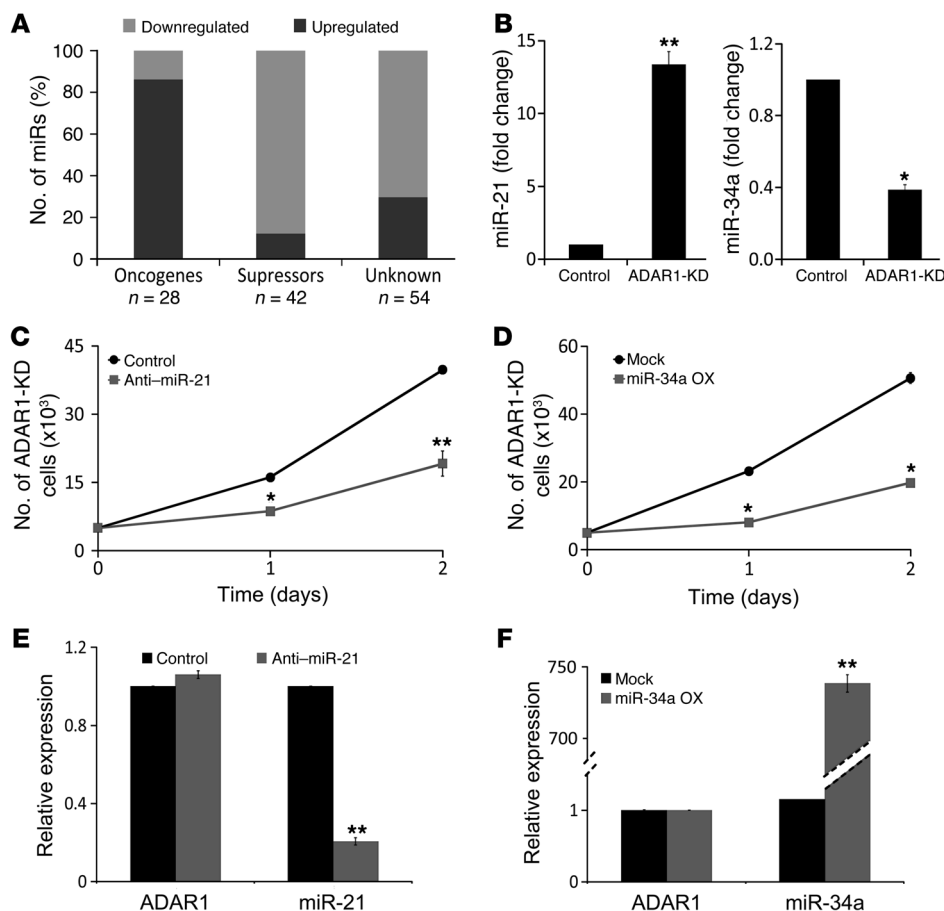 A
Downregulated
Upregulated
No. of miRs (%)
100
80
60
40
20
0
Oncogenes
Supressors
Unknown
n = 28
n = 42
n = 54
B
miR-21 (fold change)
15
10
5
0
**
Control
ADAR1-KD
miR-34a (fold change)
1.2
0.8
0.4
0.0
*
Control
ADAR1-KD
C
Control
Anti–miR-21
No. of ADAR1-KD
cells (x10³)
45
30
15
0
*
**
0
1
2
Time (days)
D
Mock
miR-34a OX
No. of ADAR1-KD
cells (x10³)
60
40
20
0
*
*
0
1
2
Time (days)
E
Control
Anti–miR-21
Relative expression
1.2
0.8
0.4
0
**
ADAR1
miR-21
F
Mock
miR-34a OX
Relative expression
750
700
1
0
**
ADAR1
miR-34a